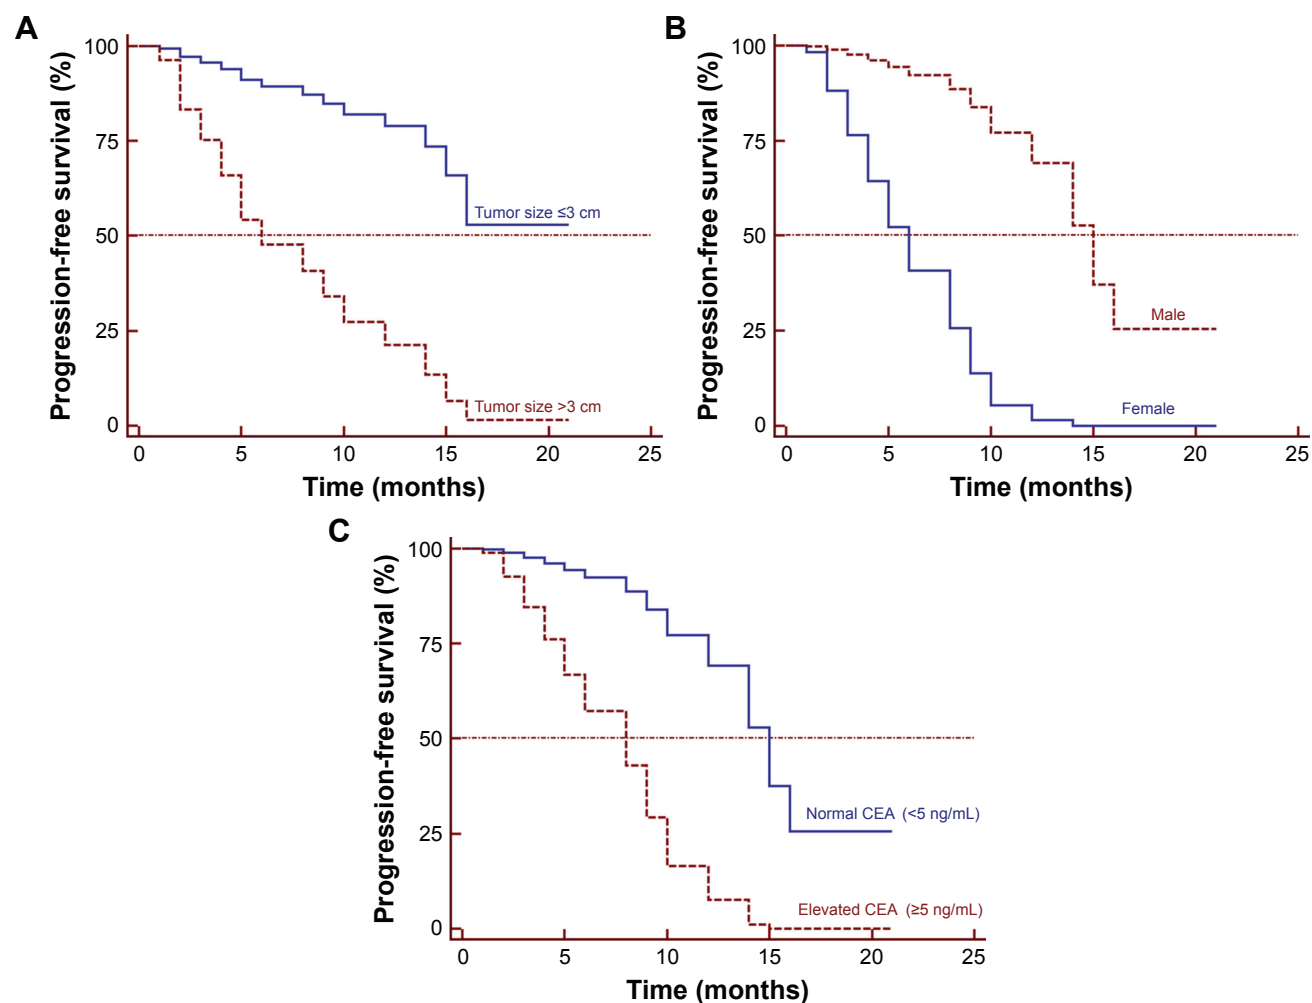 A
Progression-free survival (%)
100
75
50
25
0
Tumor size ≤3 cm
Tumor size >3 cm
0 5 10 15 20 25
Time (months)
B
Progression-free survival (%)
100
75
50
25
0
Male
Female
0 5 10 15 20 25
Time (months)
C
Progression-free survival (%)
100
75
50
25
0
Normal CEA (<5 ng/mL)
Elevated CEA (≥5 ng/mL)
0 5 10 15 20 25
Time (months)